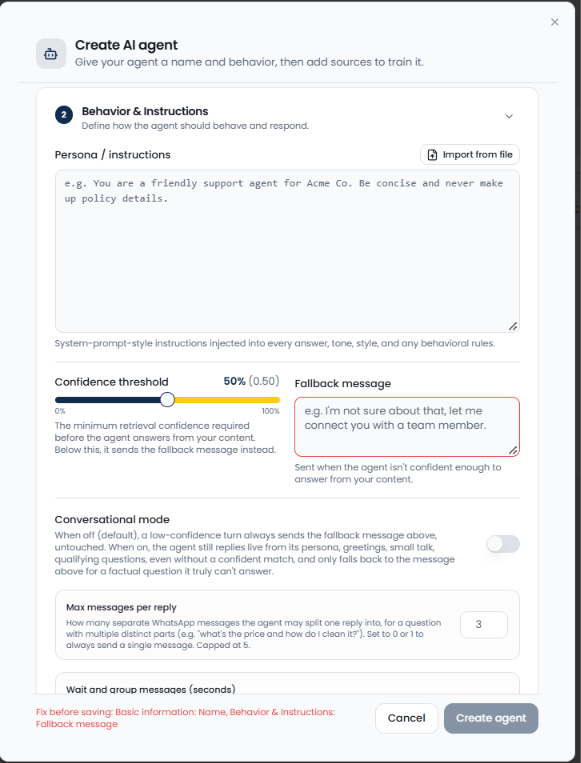 Create AI agent
Give your agent a name and behavior, then add sources to train it.
2
Behavior & Instructions
Define how the agent should behave and respond.
Persona / instructions
Import from file
e.g. You are a friendly support agent for Acme Co. Be concise and never make
up policy details.
System-prompt-style instructions injected into every answer, tone, style, and any behavioral rules.
Confidence threshold
50% (0.50)
0%
100%
The minimum retrieval confidence required
before the agent answers from your content.
Below this, it sends the fallback message instead.
Fallback message
e.g. I'm not sure about that, let me
connect you with a team member.
Sent when the agent isn't confident enough to
answer from your content.
Conversational mode
When off (default), a low-confidence turn always sends the fallback message above,
untouched. When on, the agent still replies live from its persona, greetings, small talk,
qualifying questions, even without a confident match, and only falls back to the message
above for a factual question it truly can't answer.
Max messages per reply
How many separate WhatsApp messages the agent may split one reply into, for a question
with multiple distinct parts (e.g. "what's the price and how do I clean it?"). Set to 0 or 1 to
always send a single message. Capped at 5.
3
Wait and group messages (seconds)
Fix before saving: Basic information: Name, Behavior & Instructions:
Fallback message
Cancel
Create agent